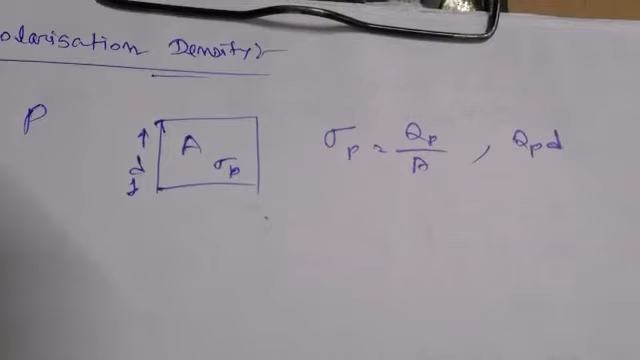 olarisation Density:-
P
d A σp
σp = Qp/A , Qpd